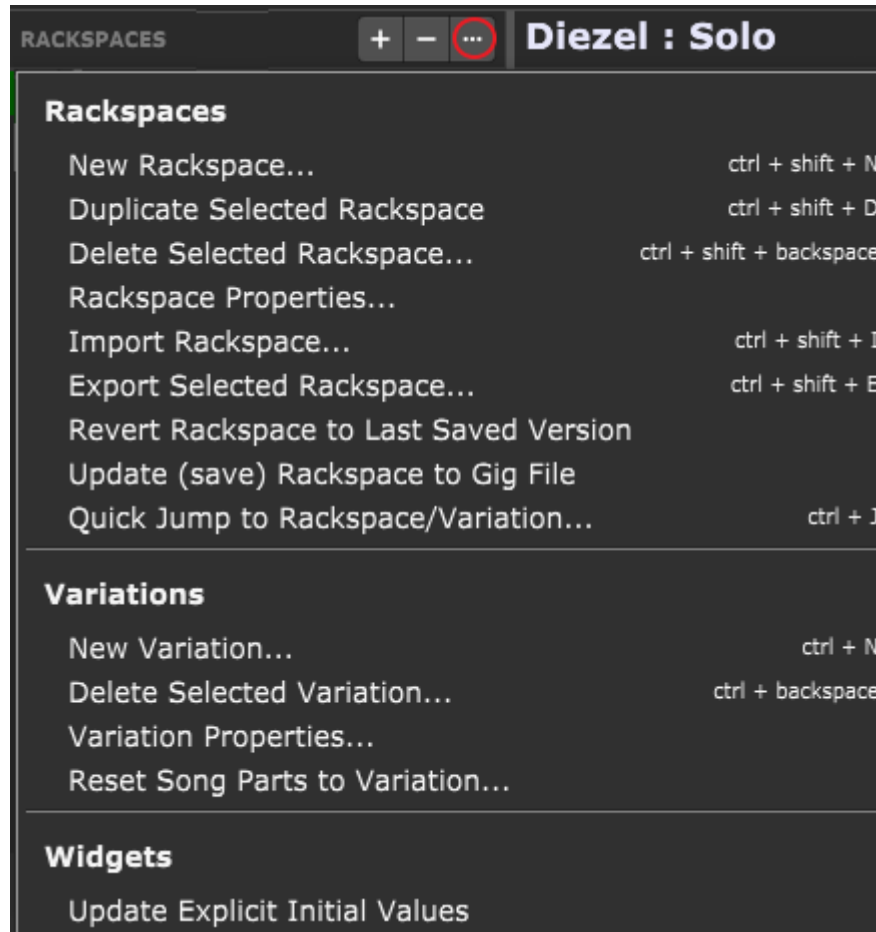 RACKSPACES + - ... Diezel : Solo
Rackspaces
New Rackspace... ctrl + shift + N
Duplicate Selected Rackspace ctrl + shift + D
Delete Selected Rackspace... ctrl + shift + backspace
Rackspace Properties...
Import Rackspace... ctrl + shift + I
Export Selected Rackspace... ctrl + shift + E
Revert Rackspace to Last Saved Version
Update (save) Rackspace to Gig File
Quick Jump to Rackspace/Variation... ctrl + J
Variations
New Variation... ctrl + N
Delete Selected Variation... ctrl + backspace
Variation Properties...
Reset Song Parts to Variation...
Widgets
Update Explicit Initial Values